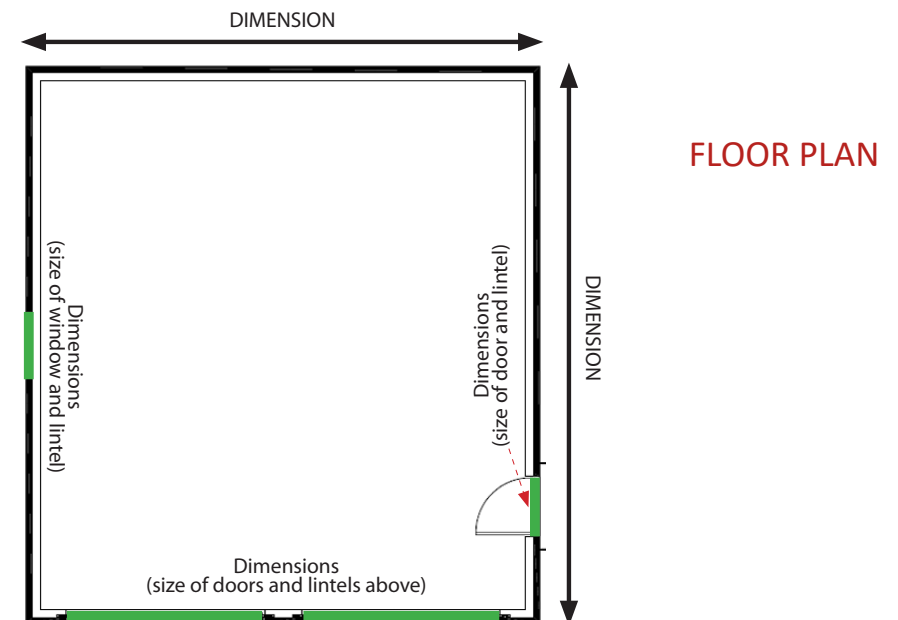 DIMENSION
FLOOR PLAN
Dimensions
(size of window and lintel)
Dimensions
(size of door and lintel)
DIMENSION
Dimensions
(size of doors and lintels above)